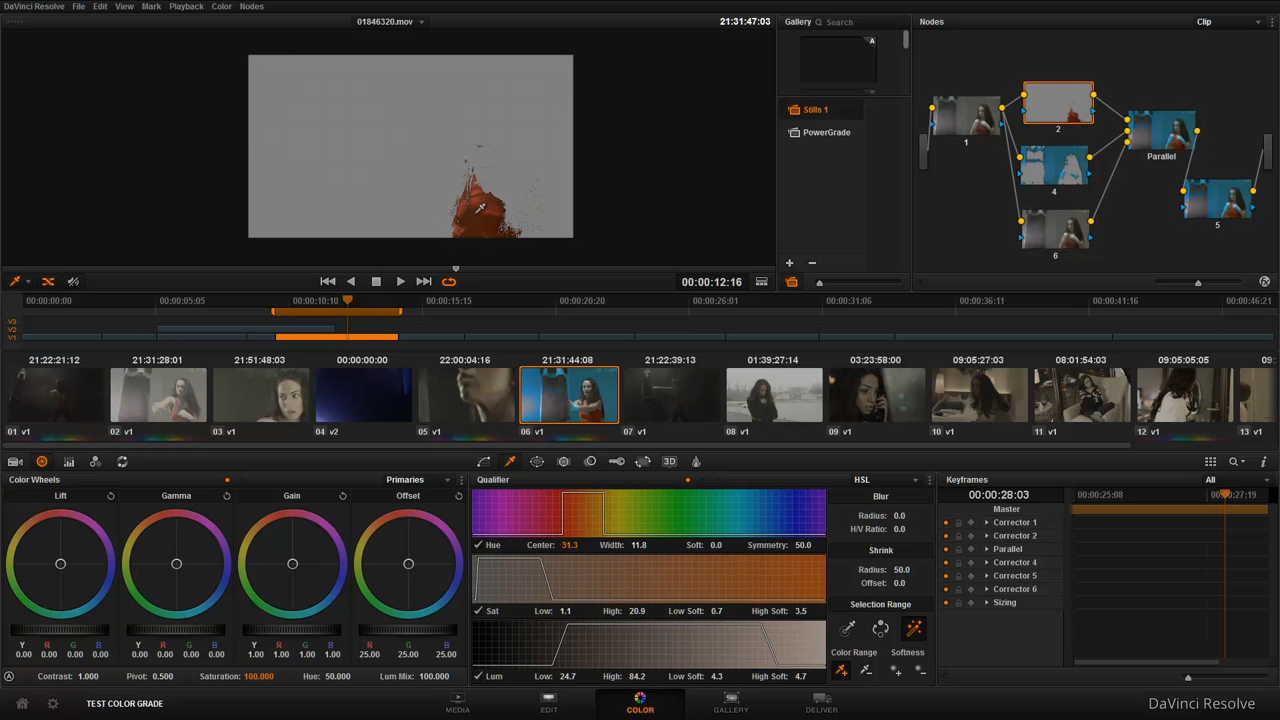 DaVinci Resolve File Edit View Mark Playback Color Nodes
01846320.mov 21:31:47:03 Gallery Search Nodes Clip
A
Stills 1
PowerGrade
1 2 4 6 Parallel 5
00:00:12:16
00:00:00:00 00:00:05:05 00:00:10:10 00:00:15:15 00:00:20:20 00:00:26:01 00:00:31:06 00:00:36:11 00:00:41:16 00:00:46:21
V3
V2
V1
21:22:21:12 21:31:28:01 21:51:48:03 00:00:00:00 22:00:04:16 21:31:44:08 21:22:39:13 01:39:27:14 03:23:58:00 09:05:27:03 08:01:54:03 09:05:05:05 09:
01 v1 02 v1 03 v1 04 v2 05 v1 06 v1 07 v1 08 v1 09 v1 10 v1 11 v1 12 v1 13 v1
3D
Color Wheels Primaries Qualifier HSL Keyframes All
Lift Gamma Gain Offset
Hue Center: 31.3 Width: 11.8 Soft: 0.0 Symmetry: 50.0
Sat Low: 1.1 High: 20.9 Low Soft: 0.7 High Soft: 3.5
Lum Low: 24.7 High: 84.2 Low Soft: 4.3 High Soft: 4.7
Y R G B Y R G B Y R G B R G B
0.00 0.00 0.00 0.00 0.00 0.00 0.00 0.00 1.00 1.00 1.00 1.00 25.00 25.00 25.00
Contrast: 1.000 Pivot: 0.500 Saturation: 100.000 Hue: 50.000 Lum Mix: 100.000
Blur
Radius: 0.0
H/V Ratio: 0.0
Shrink
Radius: 50.0
Offset: 0.0
Selection Range
Color Range Softness
00:00:28:03 00:00:25:08 00:00:27:19
Master
Corrector 1
Corrector 2
Parallel
Corrector 4
Corrector 5
Corrector 6
Sizing
TEST COLOR GRADE MEDIA EDIT COLOR GALLERY DELIVER DaVinci Resolve